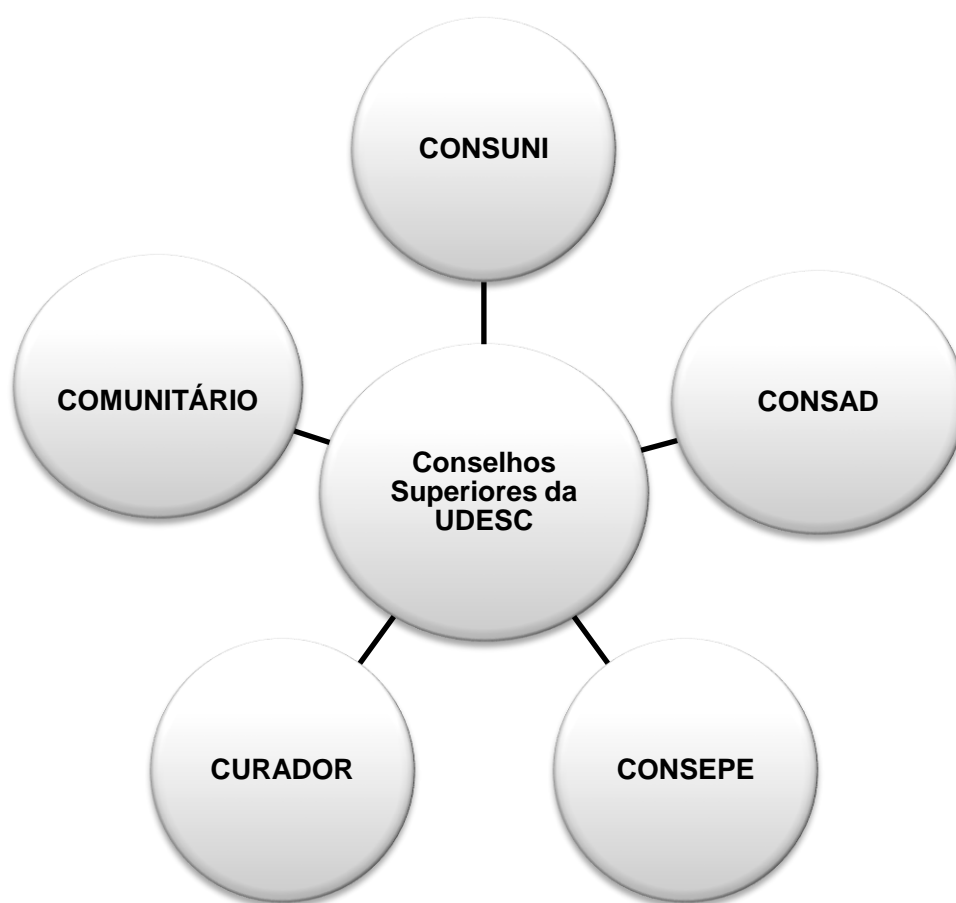 CONSUNI
COMUNITÁRIO
CONSAD
Conselhos
Superiores da
UDESC
CURADOR
CONSEPE